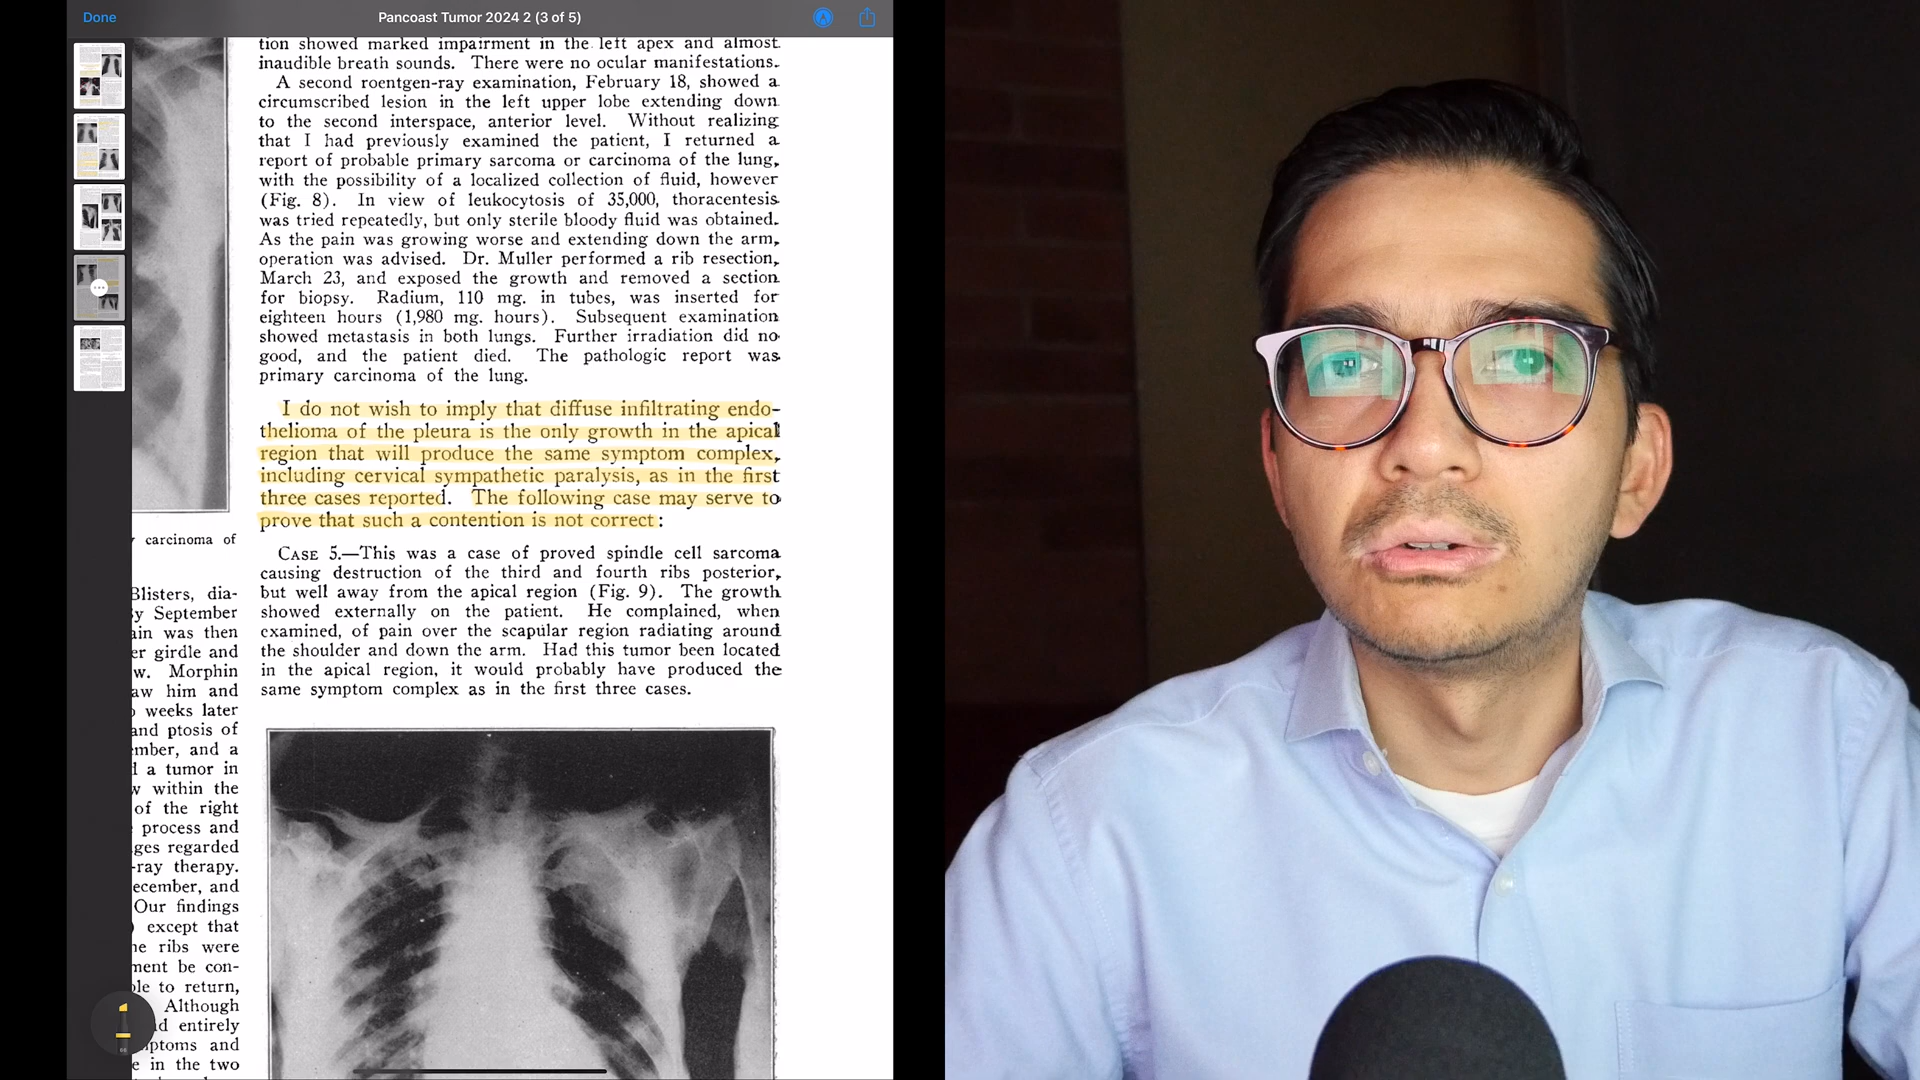 Done
Pancoast Tumor 2024 2 (3 of 5)
carcinoma of
Blisters, dia-
By September
ain was then
er girdle and
w. Morphin
aw him and
weeks later
and ptosis of
ember, and a
d a tumor in
w within the
of the right
process and
ges regarded
-ray therapy.
ecember, and
Our findings
) except that
he ribs were
ment be con-
ble to return,
Although
nd entirely
mptoms and
e in the two
tion showed marked impairment in the left apex and almost
inaudible breath sounds. There were no ocular manifestations.
A second roentgen-ray examination, February 18, showed a
circumscribed lesion in the left upper lobe extending down
to the second interspace, anterior level. Without realizing
that I had previously examined the patient, I returned a
report of probable primary sarcoma or carcinoma of the lung,
with the possibility of a localized collection of fluid, however
(Fig. 8). In view of leukocytosis of 35,000, thoracentesis
was tried repeatedly, but only sterile bloody fluid was obtained.
As the pain was growing worse and extending down the arm,
operation was advised. Dr. Muller performed a rib resection,
March 23, and exposed the growth and removed a section
for biopsy. Radium, 110 mg. in tubes, was inserted for
eighteen hours (1,980 mg. hours). Subsequent examination
showed metastasis in both lungs. Further irradiation did no
good, and the patient died. The pathologic report was
primary carcinoma of the lung.
I do not wish to imply that diffuse infiltrating endo-
thelioma of the pleura is the only growth in the apical
region that will produce the same symptom complex,
including cervical sympathetic paralysis, as in the first
three cases reported. The following case may serve to
prove that such a contention is not correct:
CASE 5.—This was a case of proved spindle cell sarcoma
causing destruction of the third and fourth ribs posterior,
but well away from the apical region (Fig. 9). The growth
showed externally on the patient. He complained, when
examined, of pain over the scapular region radiating around
the shoulder and down the arm. Had this tumor been located
in the apical region, it would probably have produced the
same symptom complex as in the first three cases.